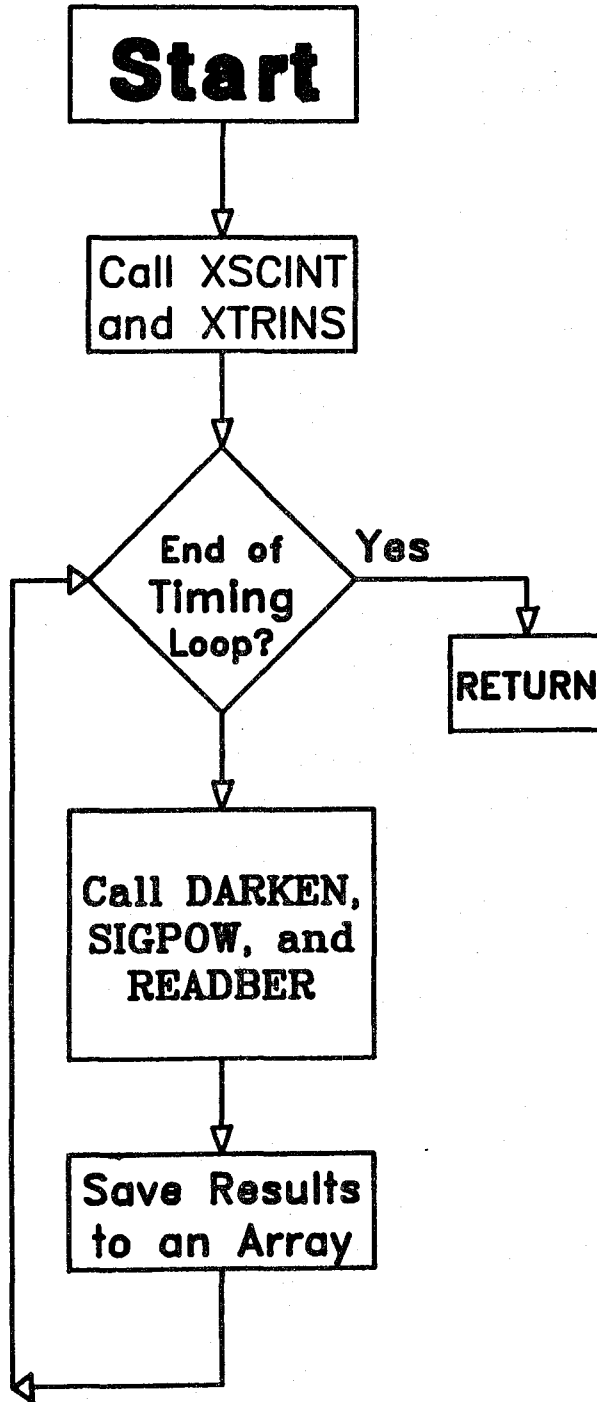 Start
Call XSCINT
and XTRINS
End of
Timing
Loop?
Yes
RETURN
Call DARKEN,
SIGPOW, and
READBER
Save Results
to an Array